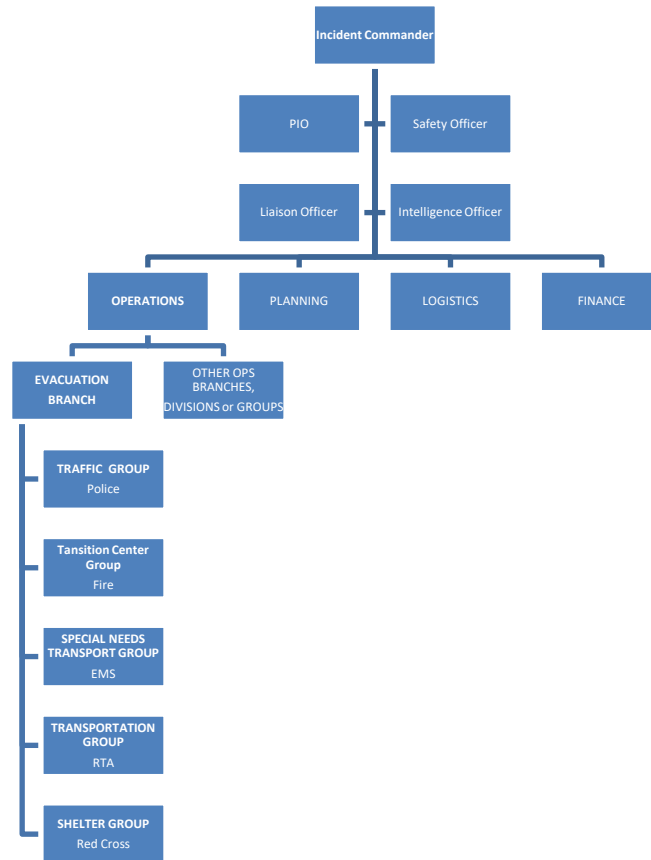 Incident Commander
PIO
Safety Officer
Liaison Officer
Intelligence Officer
OPERATIONS
PLANNING
LOGISTICS
FINANCE
EVACUATION
BRANCH
OTHER OPS
BRANCHES,
DIVISIONS or GROUPS
TRAFFIC GROUP
Police
Tansition Center
Group
Fire
SPECIAL NEEDS
TRANSPORT GROUP
EMS
TRANSPORTATION
GROUP
RTA
SHELTER GROUP
Red Cross